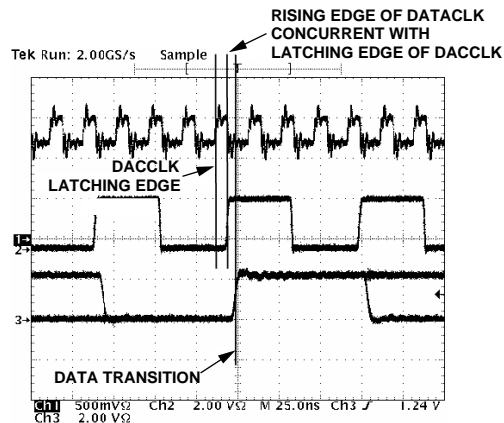 RISING EDGE OF DATACLK
CONCURRENT WITH
LATCHING EDGE OF DACCLK
Tek Run: 2.00GS/s Sample
DACCLK
LATCHING EDGE
1→
2→
3→
DATA TRANSITION
Ch1 500mVΩ Ch2 2.00 VΩ M 25.0ns Ch3 ƒ 1.24 V
Ch3 2.00 VΩ